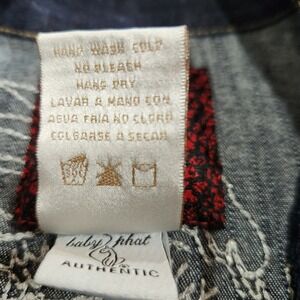 HAND WASH COLD
NO BLEACH
HANG DRY
LAVAR A MANO CON
AGUA FRIA NO CLORO
COLGARSE A SECAR
baby phat
AUTHENTIC